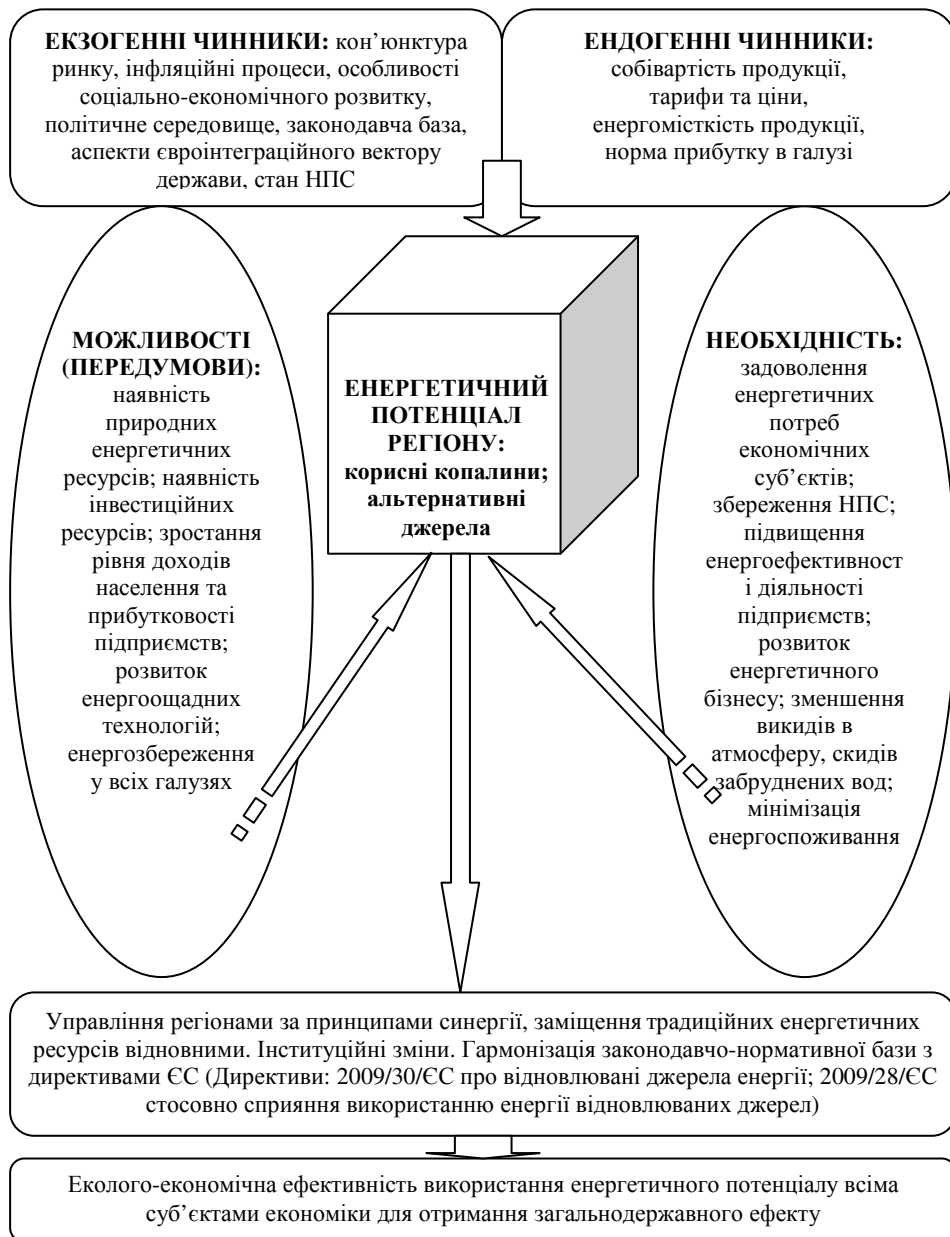 ЕКЗОГЕННІ ЧИННИКИ: кон’юнктура
ринку, інфляційні процеси, особливості
соціально-економічного розвитку,
політичне середовище, законодавча база,
аспекти євроінтеграційного вектору
держави, стан НПС
ЕНДОГЕННІ ЧИННИКИ:
собівартість продукції,
тарифи та ціни,
енергомісткість продукції,
норма прибутку в галузі
МОЖЛИВОСТІ
(ПЕРЕДУМОВИ):
наявність
природних
енергетичних
ресурсів; наявність
інвестиційних
ресурсів; зростання
рівня доходів
населення та
прибутковості
підприємств;
розвиток
енергоощадних
технологій;
енергозбереження
у всіх галузях
ЕНЕРГЕТИЧНИЙ
ПОТЕНЦІАЛ
РЕГІОНУ:
корисні копалини;
альтернативні
джерела
НЕОБХІДНІСТЬ:
задоволення
енергетичних
потреб
економічних
суб’єктів;
збереження НПС;
підвищення
енергоефективност
і діяльності
підприємств;
розвиток
енергетичного
бізнесу; зменшення
викидів в
атмосферу, скидів
забруднених вод;
мінімізація
енергоспоживання
Управління регіонами за принципами синергії, заміщення традиційних енергетичних
ресурсів відновними. Інституційні зміни. Гармонізація законодавчо-нормативної бази з
директивами ЄС (Директиви: 2009/30/ЄС про відновлювані джерела енергії; 2009/28/ЄС
стосовно сприяння використанню енергії відновлюваних джерел)
Еколого-економічна ефективність використання енергетичного потенціалу всіма
суб’єктами економіки для отримання загальнодержавного ефекту